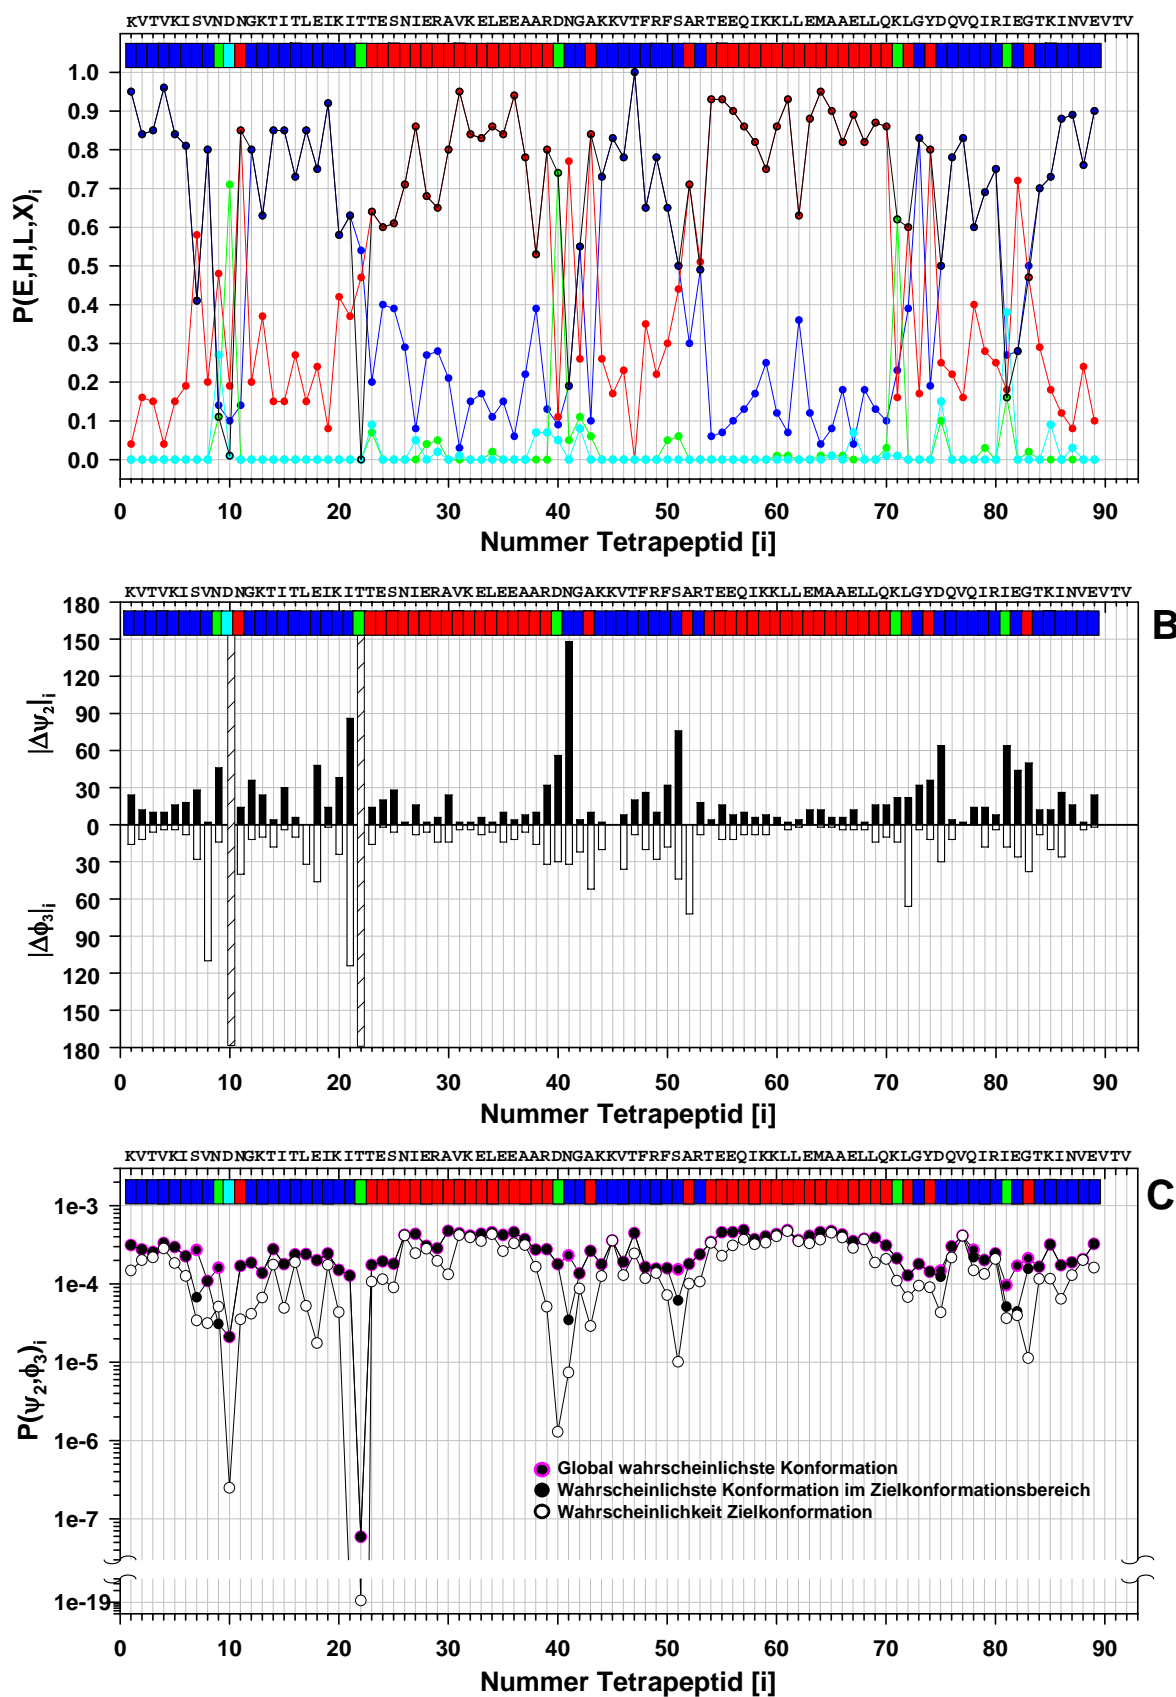 KVTVKISVNDNGKTITLEIKITTESNIERAVKELEEAARDNGAKKVTFRFSARTEEQIKKLLEMAAELLQKLGYDQVQIRIEGTKINVEVTV
1.0
0.9
0.8
0.7
0.6
0.5
0.4
0.3
0.2
0.1
0.0
P(E,H,L,X)i
0 10 20 30 40 50 60 70 80 90
Nummer Tetrapeptid [i]
KVTVKISVNDNGKTITLEIKITTESNIERAVKELEEAARDNGAKKVTFRFSARTEEQIKKLLEMAAELLQKLGYDQVQIRIEGTKINVEVTV
B
180
150
120
90
60
30
0
30
60
90
120
150
180
|Δψ2|i
|Δϕ3|i
0 10 20 30 40 50 60 70 80 90
Nummer Tetrapeptid [i]
KVTVKISVNDNGKTITLEIKITTESNIERAVKELEEAARDNGAKKVTFRFSARTEEQIKKLLEMAAELLQKLGYDQVQIRIEGTKINVEVTV
C
1e-3
1e-4
1e-5
1e-6
1e-7
1e-19
P(ψ2,ϕ3)i
Global wahrscheinlichste Konformation
Wahrscheinlichste Konformation im Zielkonformationsbereich
Wahrscheinlichkeit Zielkonformation
0 10 20 30 40 50 60 70 80 90
Nummer Tetrapeptid [i]